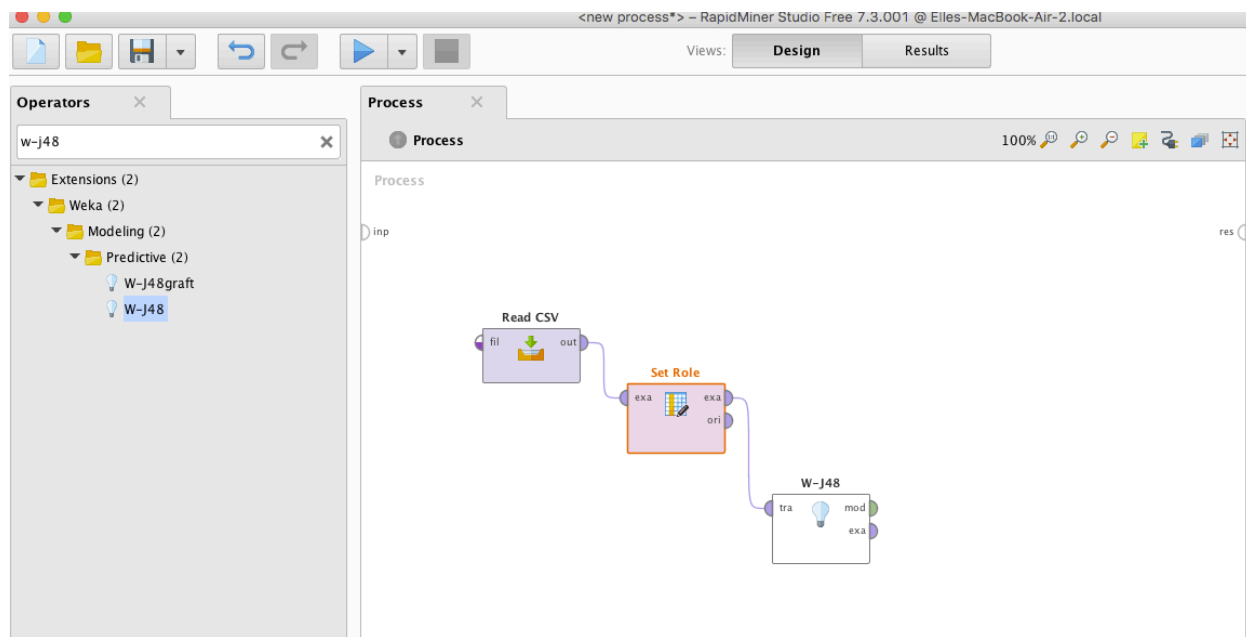 <new process*> – RapidMiner Studio Free 7.3.001 @ Elles-MacBook-Air-2.local
Views: Design Results
Operators
w-j48
Extensions (2)
Weka (2)
Modeling (2)
Predictive (2)
W-J48graft
W-J48
Process
Process 100%
Process
inp res
Read CSV
fil out
Set Role
exa exa
ori
W-J48
tra mod
exa